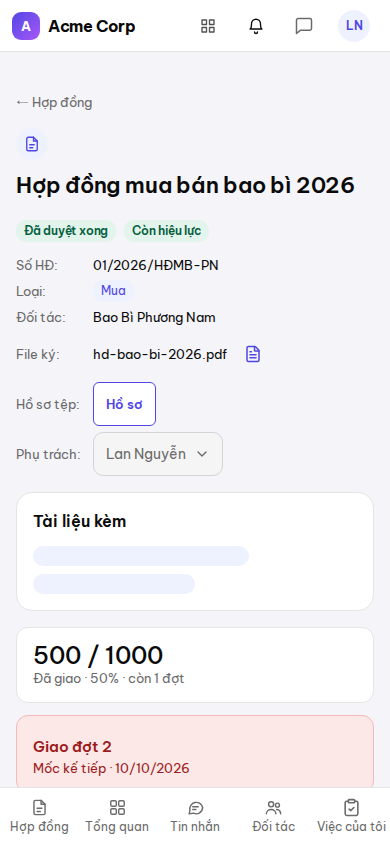 A Acme Corp LN
← Hợp đồng
Hợp đồng mua bán bao bì 2026
Đã duyệt xong Còn hiệu lực
Số HĐ: 01/2026/HĐMB-PN
Loại: Mua
Đối tác: Bao Bì Phương Nam
File ký: hd-bao-bi-2026.pdf
Hồ sơ tệp: Hồ sơ
Phụ trách: Lan Nguyễn
Tài liệu kèm
500 / 1000
Đã giao · 50% · còn 1 đợt
Giao đợt 2
Mốc kế tiếp · 10/10/2026
Hợp đồng Tổng quan Tin nhắn Đối tác Việc của tôi